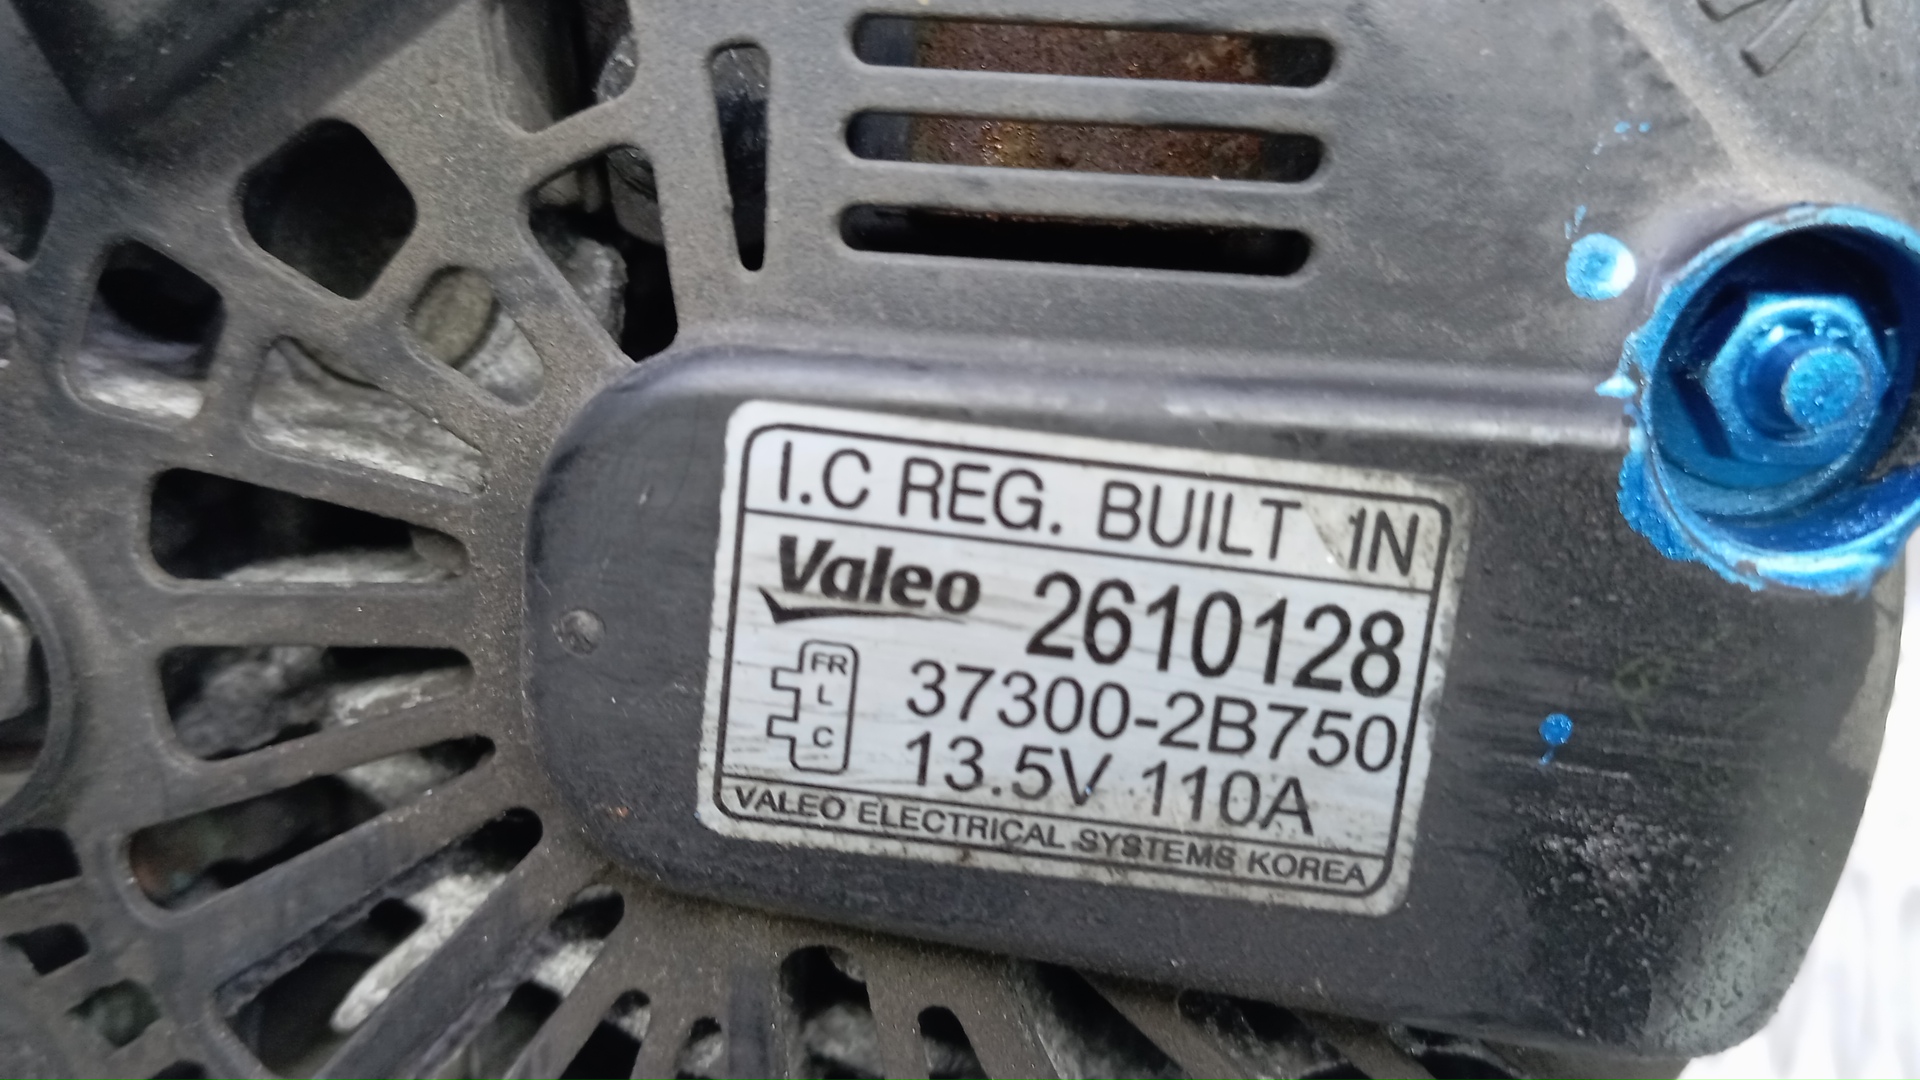 I.C REG. BUILT IN
Valeo 2610128
FR
L
C
37300-2B750
13.5V 110A
VALEO ELECTRICAL SYSTEMS KOREA